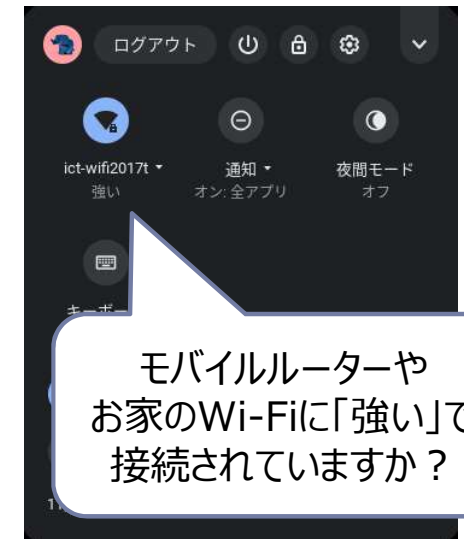 ログアウト
ict-wifi2017t
強い
通知
オン: 全アプリ
夜間モード
オフ
モバイルルーターや
お家のWi-Fiに「強い」で
接続されていますか？